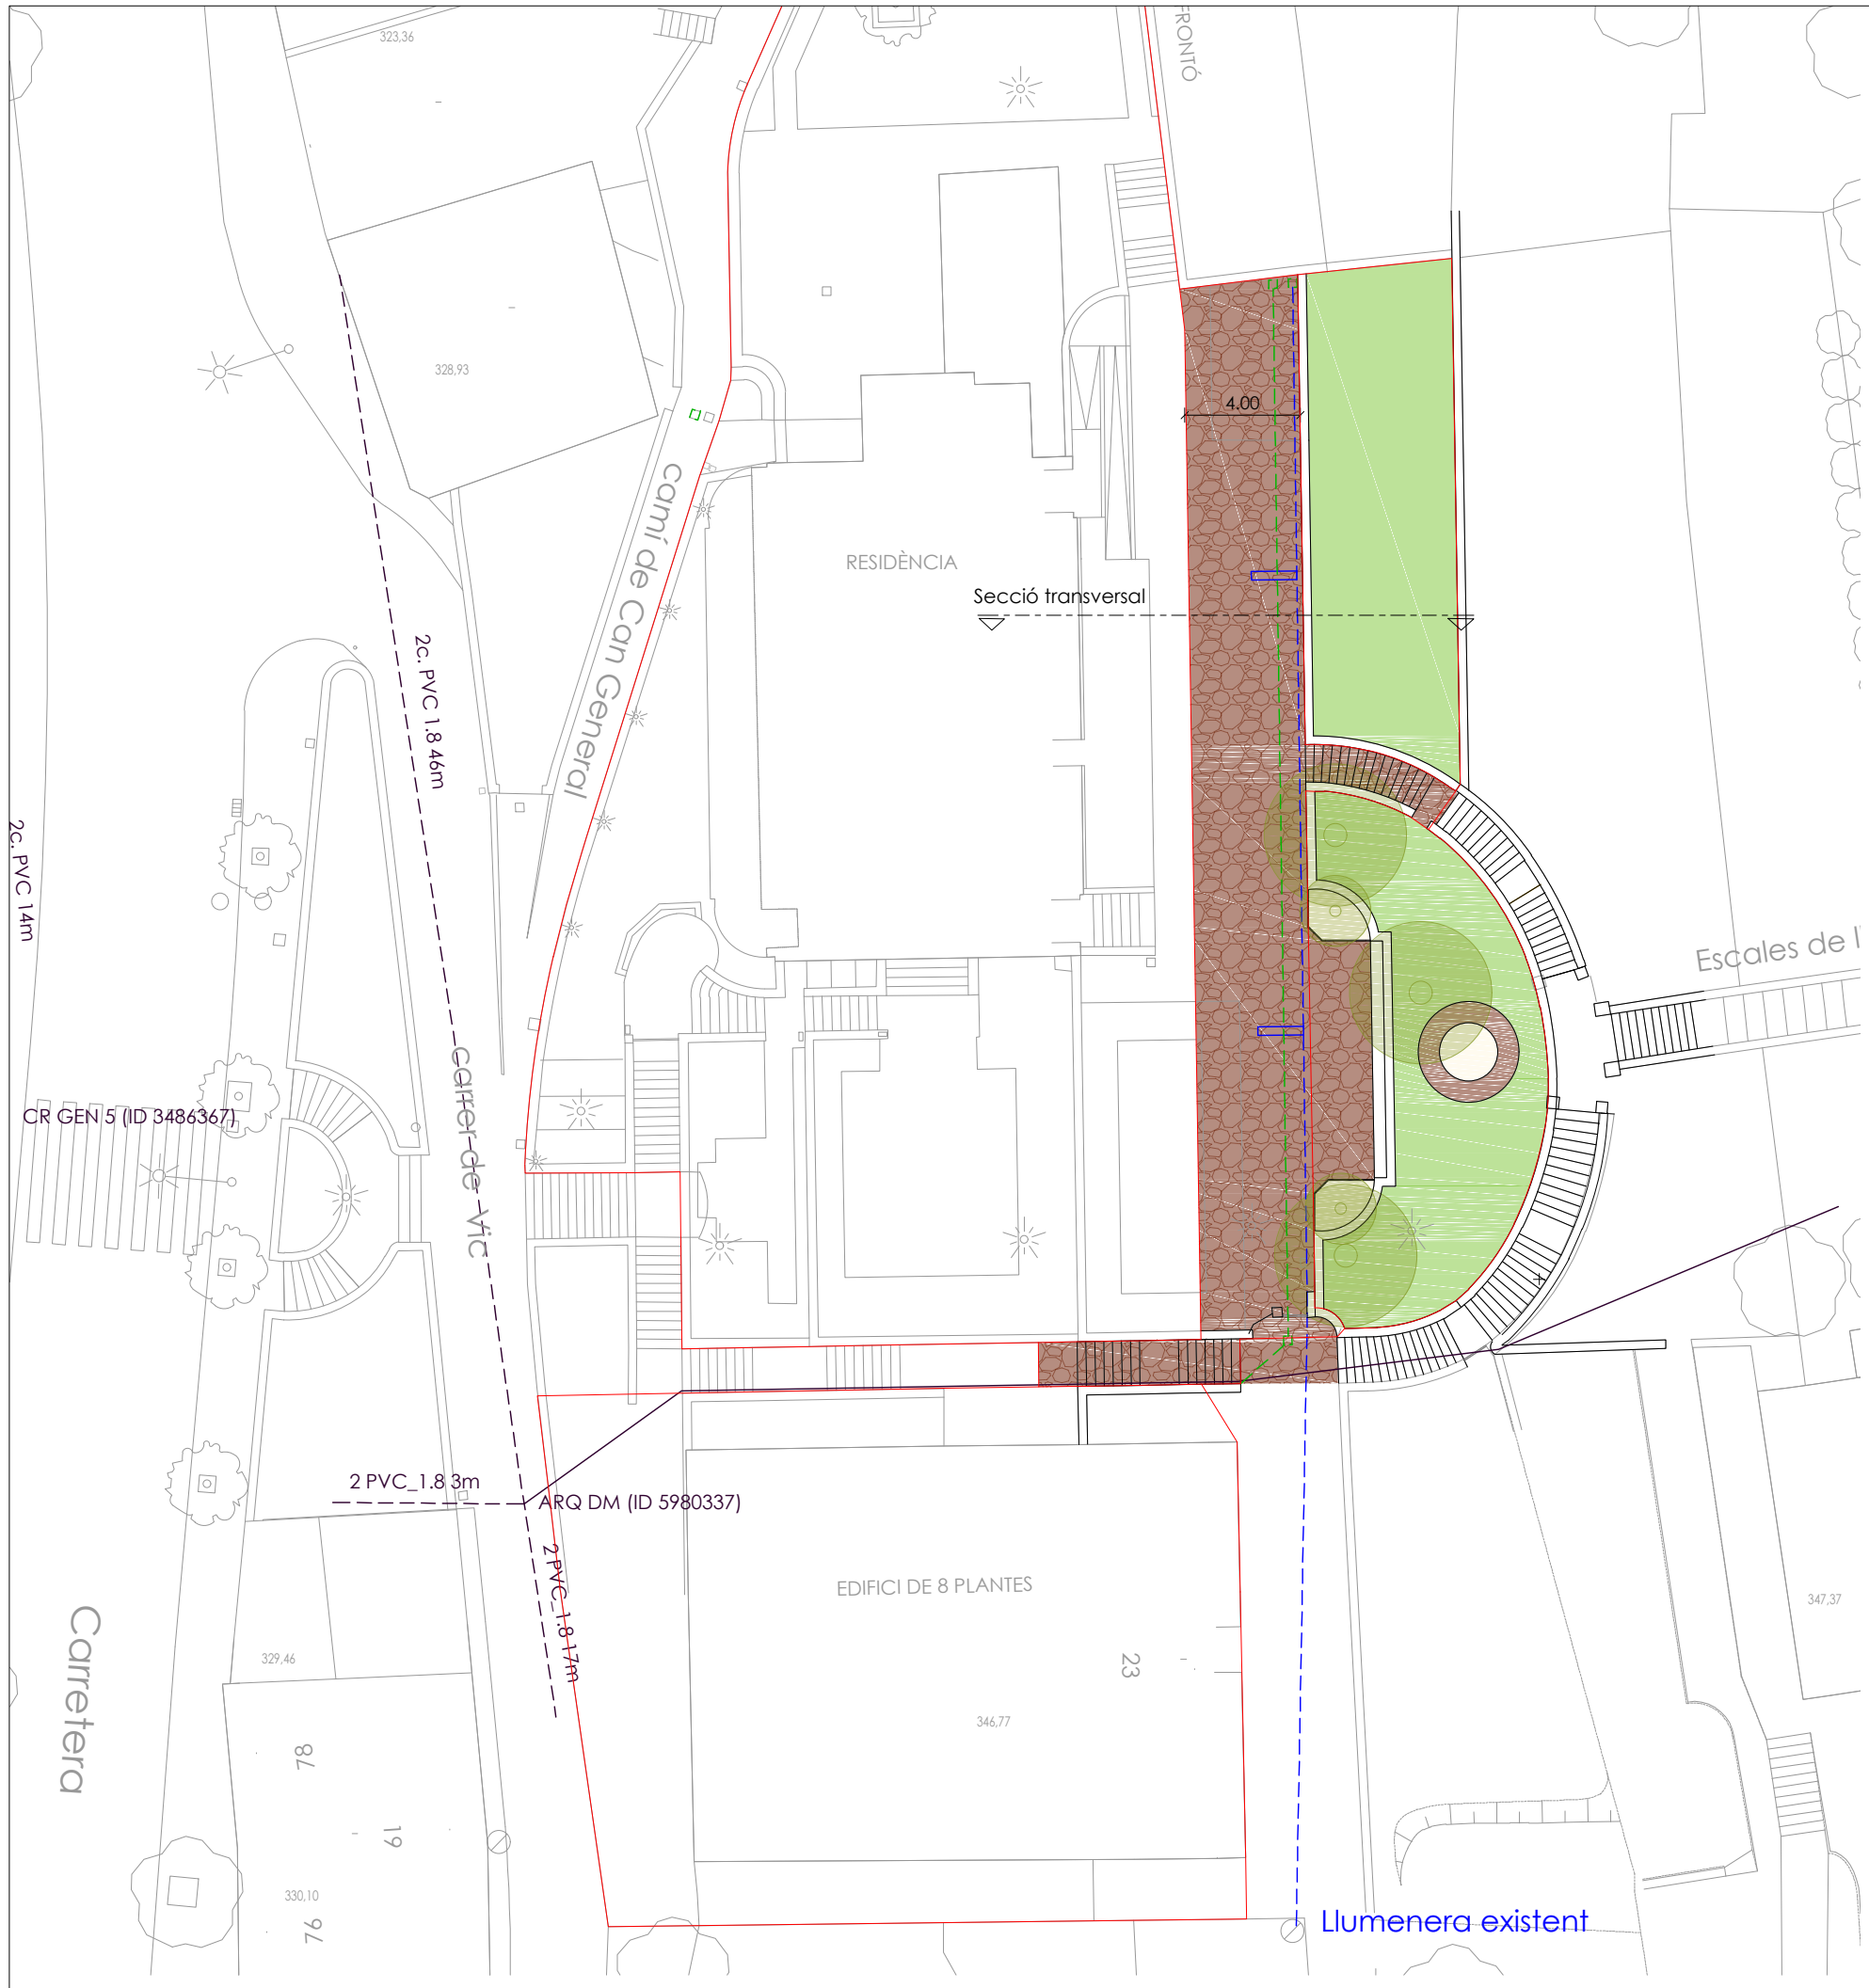 323,36
FRONTÓ
328,93
4.00
RESIDÈNCIA
Camí de Can General
Secció transversal
2c. PVC 1.8 46m
2c. PVC 14m
Escales de l'
carrer de Vic
CR GEN 5 (ID 3486367)
2 PVC_1.8 3m
ARQ DM (ID 5980337)
2 PVC_1.8 17m
EDIFICI DE 8 PLANTES
23
346,77
347,37
Carretera
329,46
78
19
330,10
76
Llumenera existent